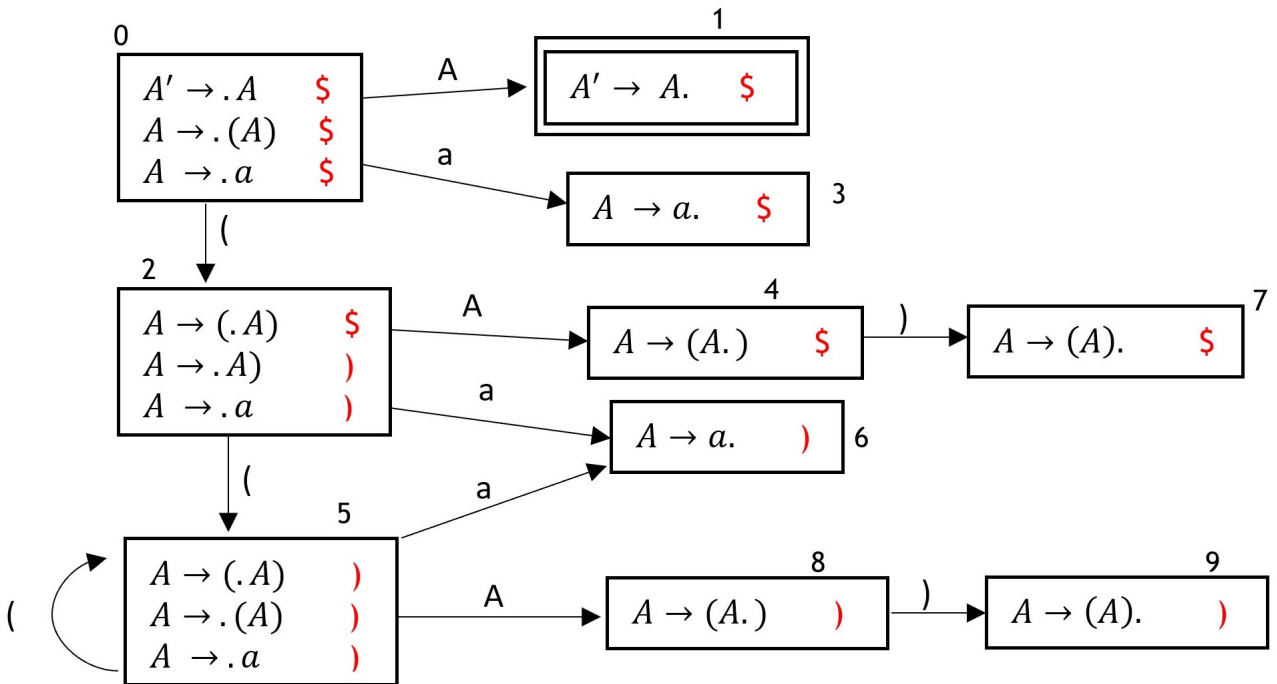 0
A′ → . A $
A → . (A) $
A → . a $
A
1
A′ → A. $
a
A → a. $
3
(
2
A → (. A) $
A → . A) )
A → . a )
A
4
A → (A. ) $
)
7
A → (A). $
a
A → a. )
6
(
a
5
A → (. A) )
A → . (A) )
A → . a )
(
A
8
A → (A. ) )
)
9
A → (A). )